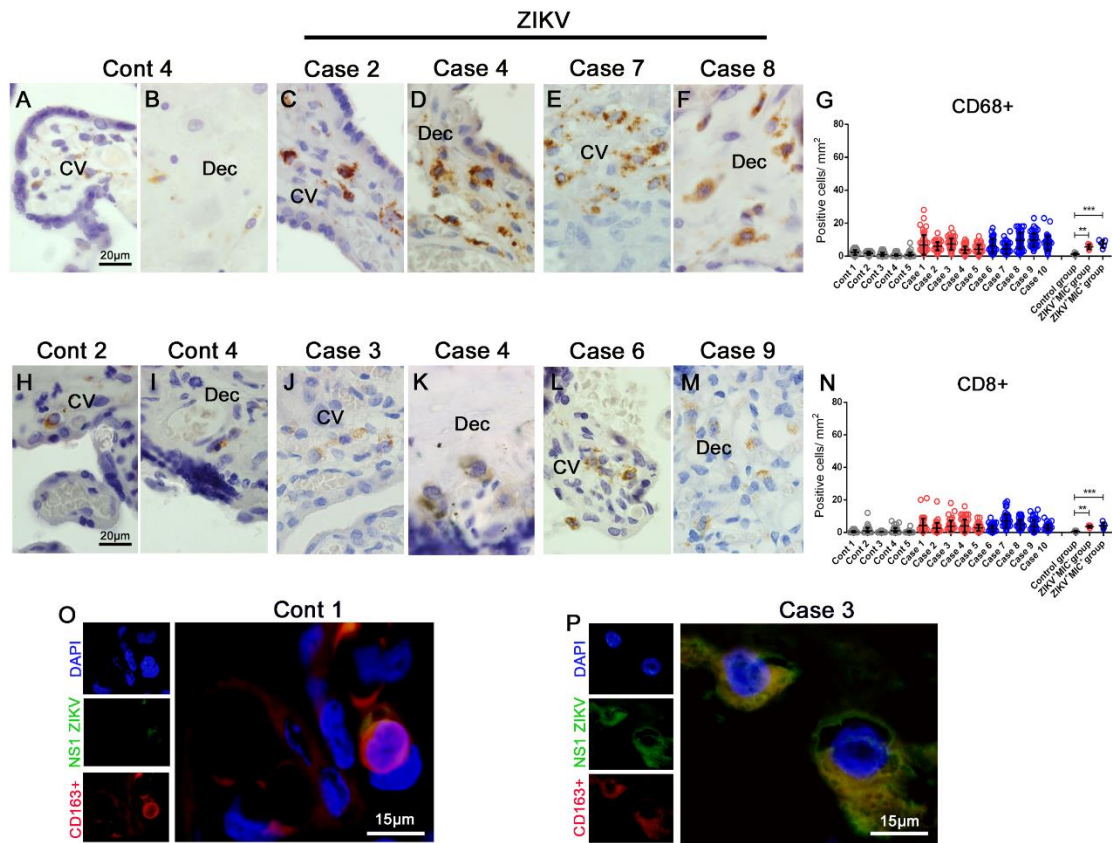 ZIKV
Cont 4 Case 2 Case 4 Case 7 Case 8
A B C D E F G
CD68+
CV Dec CV Dec CV Dec
20µm
Positive cells/ mm²
80
60
40
20
0
Cont 1 Cont 2 Cont 3 Cont 4 Cont 5 Case 1 Case 2 Case 3 Case 4 Case 5 Case 6 Case 7 Case 8 Case 9 Case 10 Control group ZIKV⁺MIC⁻group ZIKV⁺MIC⁺group
**
***
Cont 2 Cont 4 Case 3 Case 4 Case 6 Case 9
H I J K L M N
CD8+
CV Dec CV Dec CV Dec
20µm
Positive cells/ mm²
80
60
40
20
0
Cont 1 Cont 2 Cont 3 Cont 4 Cont 5 Case 1 Case 2 Case 3 Case 4 Case 5 Case 6 Case 7 Case 8 Case 9 Case 10 Control group ZIKV⁺MIC⁻group ZIKV⁺MIC⁺group
**
***
O Cont 1
DAPI
NS1 ZIKV
CD163+
15µm
P Case 3
DAPI
NS1 ZIKV
CD163+
15µm